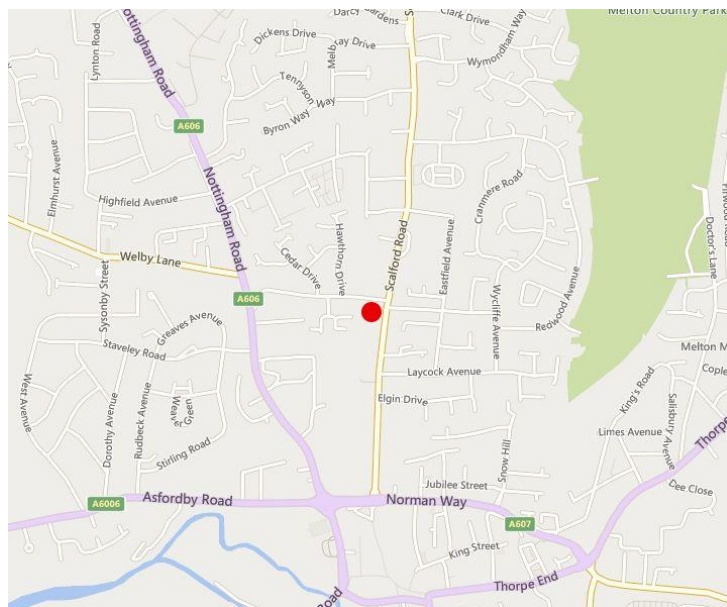 Melton Country Park
Darcy
Gardens
Clark Drive
Nottingham Road
Lynton Road
Dickens Drive
Wymondham Way
Tennyson
Way
Byron Way
A606
Elmhurst Avenue
Highfield Avenue
Nottingham Road
Cranmere Road
Doctor's Lane
Hawthorn Drive
Scalford Road
Eastfield Avenue
Welby Lane
Cedar Drive
Sysonby Street
A606
Wycliffe Avenue
Redwood Avenue
Greaves Avenue
Staveley Road
Melton M
West Avenue
Laycock Avenue
King's Road
Cople
Dorothy Avenue
Rudbeck Avenue
Weaver
Green
Elgin Drive
Salisbury Avenue
Thorpe
Limes Avenue
Stirling Road
Snow Hill
Jubilee Street
Dee Close
A6006
Asfordby Road
Norman Way
A607
King Street
Thorpe End
Road